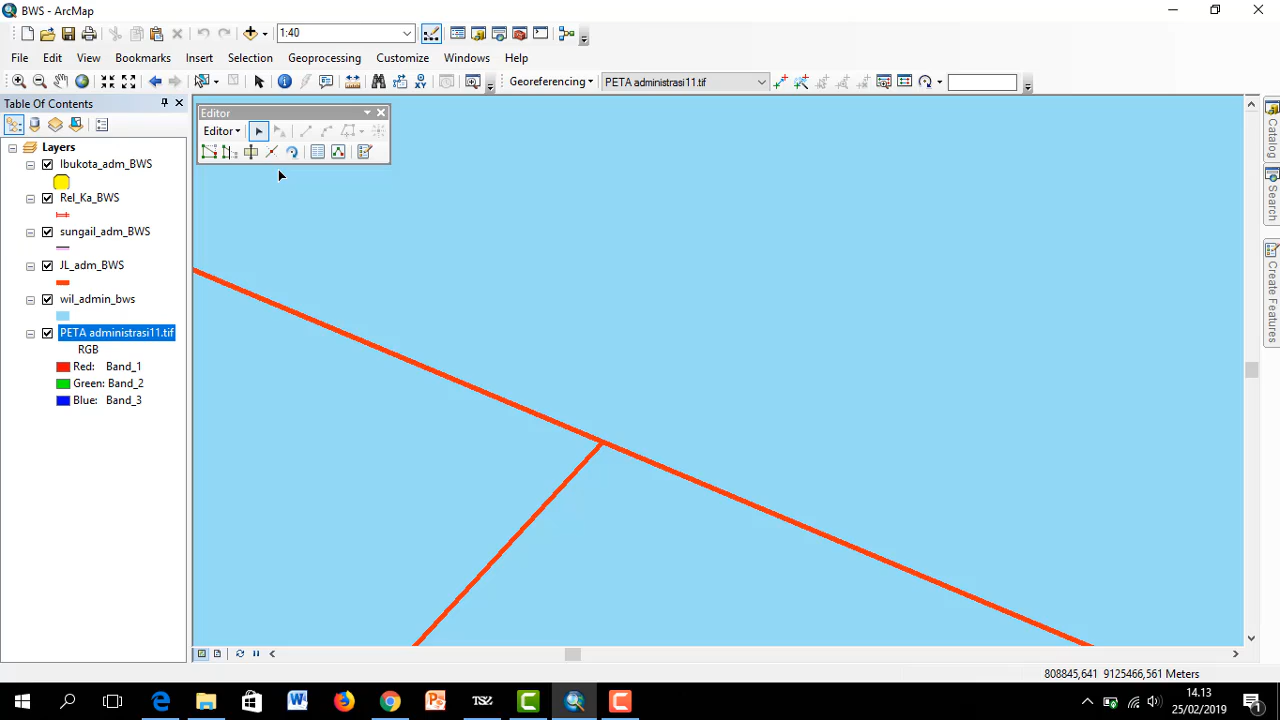 BWS - ArcMap
1:40
File Edit View Bookmarks Insert Selection Geoprocessing Customize Windows Help
Georeferencing PETA administrasi11.tif
Table Of Contents
Editor
Editor
Layers
Ibukota_adm_BWS
Rel_Ka_BWS
sungail_adm_BWS
JL_adm_BWS
wil_admin_bws
PETA administrasi11.tif
RGB
Red: Band_1
Green: Band_2
Blue: Band_3
Catalog
Search
Create Features
808845,641 9125466,561 Meters
TS2
14.13
25/02/2019
1